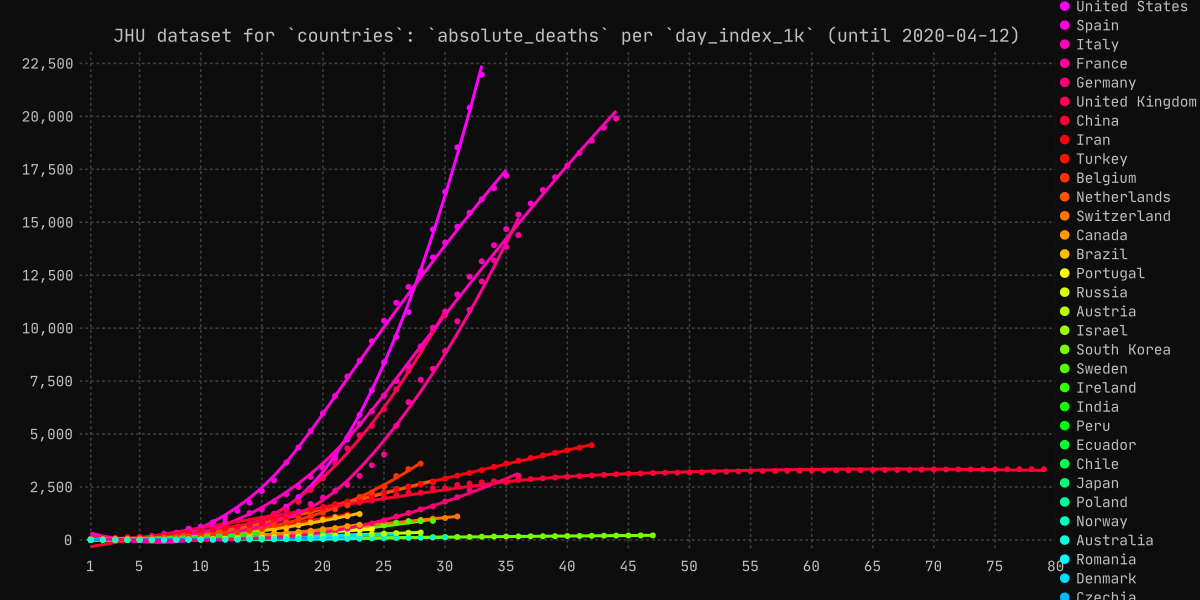 JHU dataset for `countries`: `absolute_deaths` per `day_index_1k` (until 2020-04-12)
22,500
20,000
17,500
15,000
12,500
10,000
7,500
5,000
2,500
0
1 5 10 15 20 25 30 35 40 45 50 55 60 65 70 75 80
United States
Spain
Italy
France
Germany
United Kingdom
China
Iran
Turkey
Belgium
Netherlands
Switzerland
Canada
Brazil
Portugal
Russia
Austria
Israel
South Korea
Sweden
Ireland
India
Peru
Ecuador
Chile
Japan
Poland
Norway
Australia
Romania
Denmark
Czechia